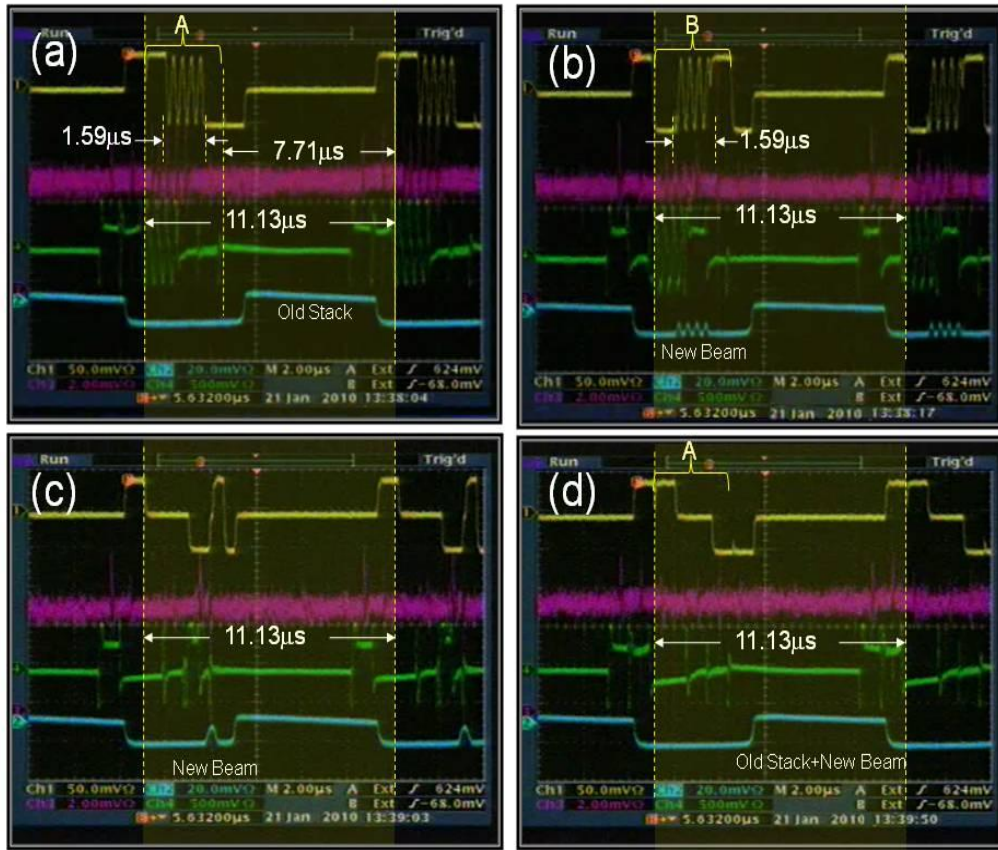 (a)
Run
A
Trig'd
1.59μs
7.71μs
11.13μs
Old Stack
Ch1 50.0mVΩ Ch2 20.0mVΩ M 2.00μs A Ext ƒ 624mV
Ch3 2.00mVΩ Ch4 500mVΩ B Ext ƒ-68.0mV
5.63200μs 21 Jan 2010 13:38:04
(b)
Run
B
Trig'd
1.59μs
11.13μs
New Beam
Ch1 50.0mVΩ Ch2 20.0mVΩ M 2.00μs A Ext ƒ 624mV
Ch3 2.00mVΩ Ch4 500mVΩ B Ext ƒ-68.0mV
5.63200μs 21 Jan 2010 13:38:17
(c)
Run
Trig'd
11.13μs
New Beam
Ch1 50.0mVΩ Ch2 20.0mVΩ M 2.00μs A Ext ƒ 624mV
Ch3 2.00mVΩ Ch4 500mVΩ B Ext ƒ-68.0mV
5.63200μs 21 Jan 2010 13:39:03
(d)
Run
A
Trig'd
11.13μs
Old Stack+New Beam
Ch1 50.0mVΩ Ch2 20.0mVΩ M 2.00μs A Ext ƒ 624mV
Ch3 2.00mVΩ Ch4 500mVΩ B Ext ƒ-68.0mV
5.63200μs 21 Jan 2010 13:39:50